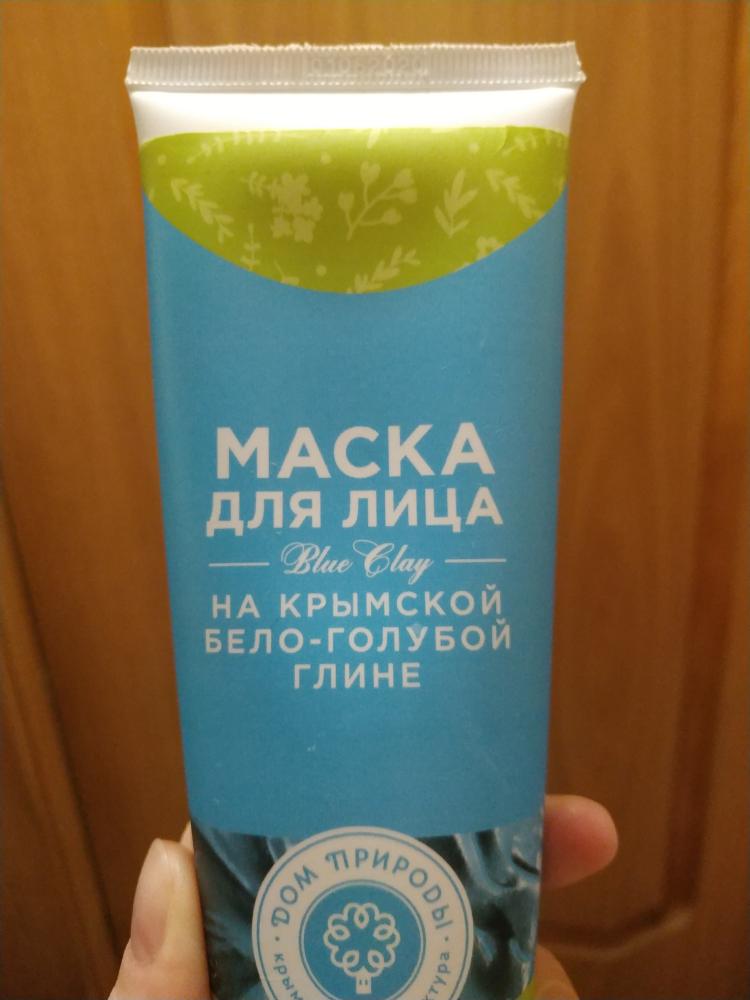 МАСКА
ДЛЯ ЛИЦА
Blue Clay
НА КРЫМСКОЙ
БЕЛО-ГОЛУБОЙ
ГЛИНЕ
ДОМ ПРИРОДЫ